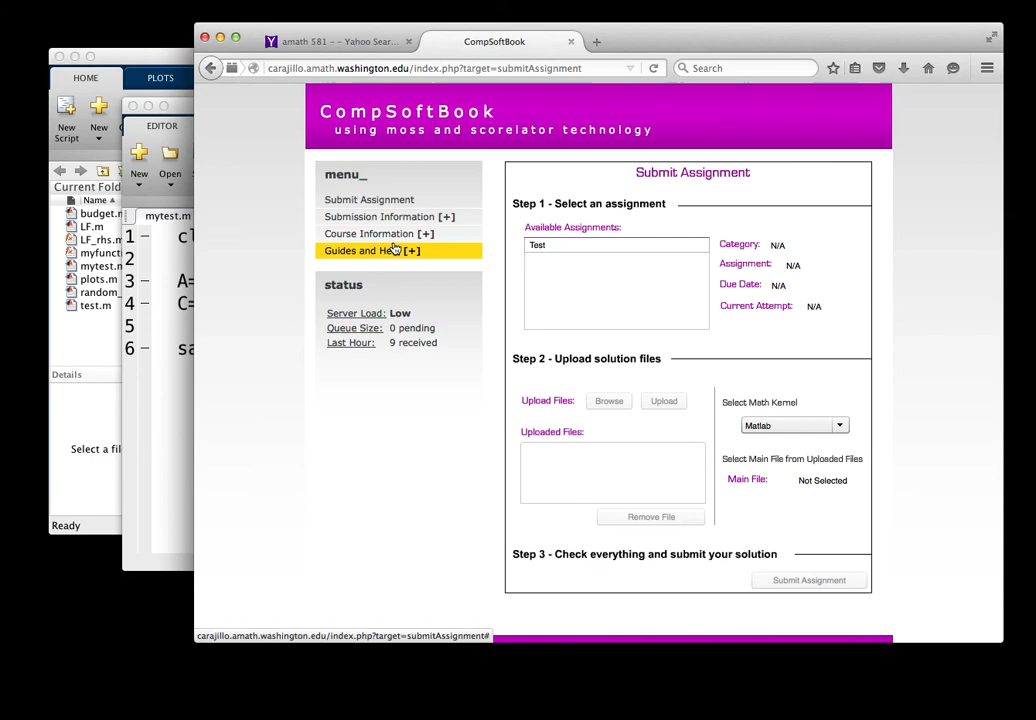 amath 581 - - Yahoo Sear...
CompSoftBook
carajillo.amath.washington.edu/index.php?target=submitAssignment
Search
HOME
PLOTS
New
Script
New
EDITOR
New
Open
Current Fold
Name
budget.m
LF.m
LF_rhs.m
myfuncti
mytest.m
plots.m
random_
test.m
Details
Select a fil
Ready
mytest.m
1
2
3
4
5
6
cl
A=
C=
sa
CompSoftBook
using moss and scorelator technology
menu_
Submit Assignment
Submission Information [+]
Course Information [+]
Guides and He [+]
status
Server Load: Low
Queue Size: 0 pending
Last Hour: 9 received
Submit Assignment
Step 1 - Select an assignment
Available Assignments:
Test
Category: N/A
Assignment: N/A
Due Date: N/A
Current Attempt: N/A
Step 2 - Upload solution files
Upload Files: Browse Upload
Uploaded Files:
Remove File
Select Math Kernel
Matlab
Select Main File from Uploaded Files
Main File: Not Selected
Step 3 - Check everything and submit your solution
Submit Assignment
carajillo.amath.washington.edu/index.php?target=submitAssignment#